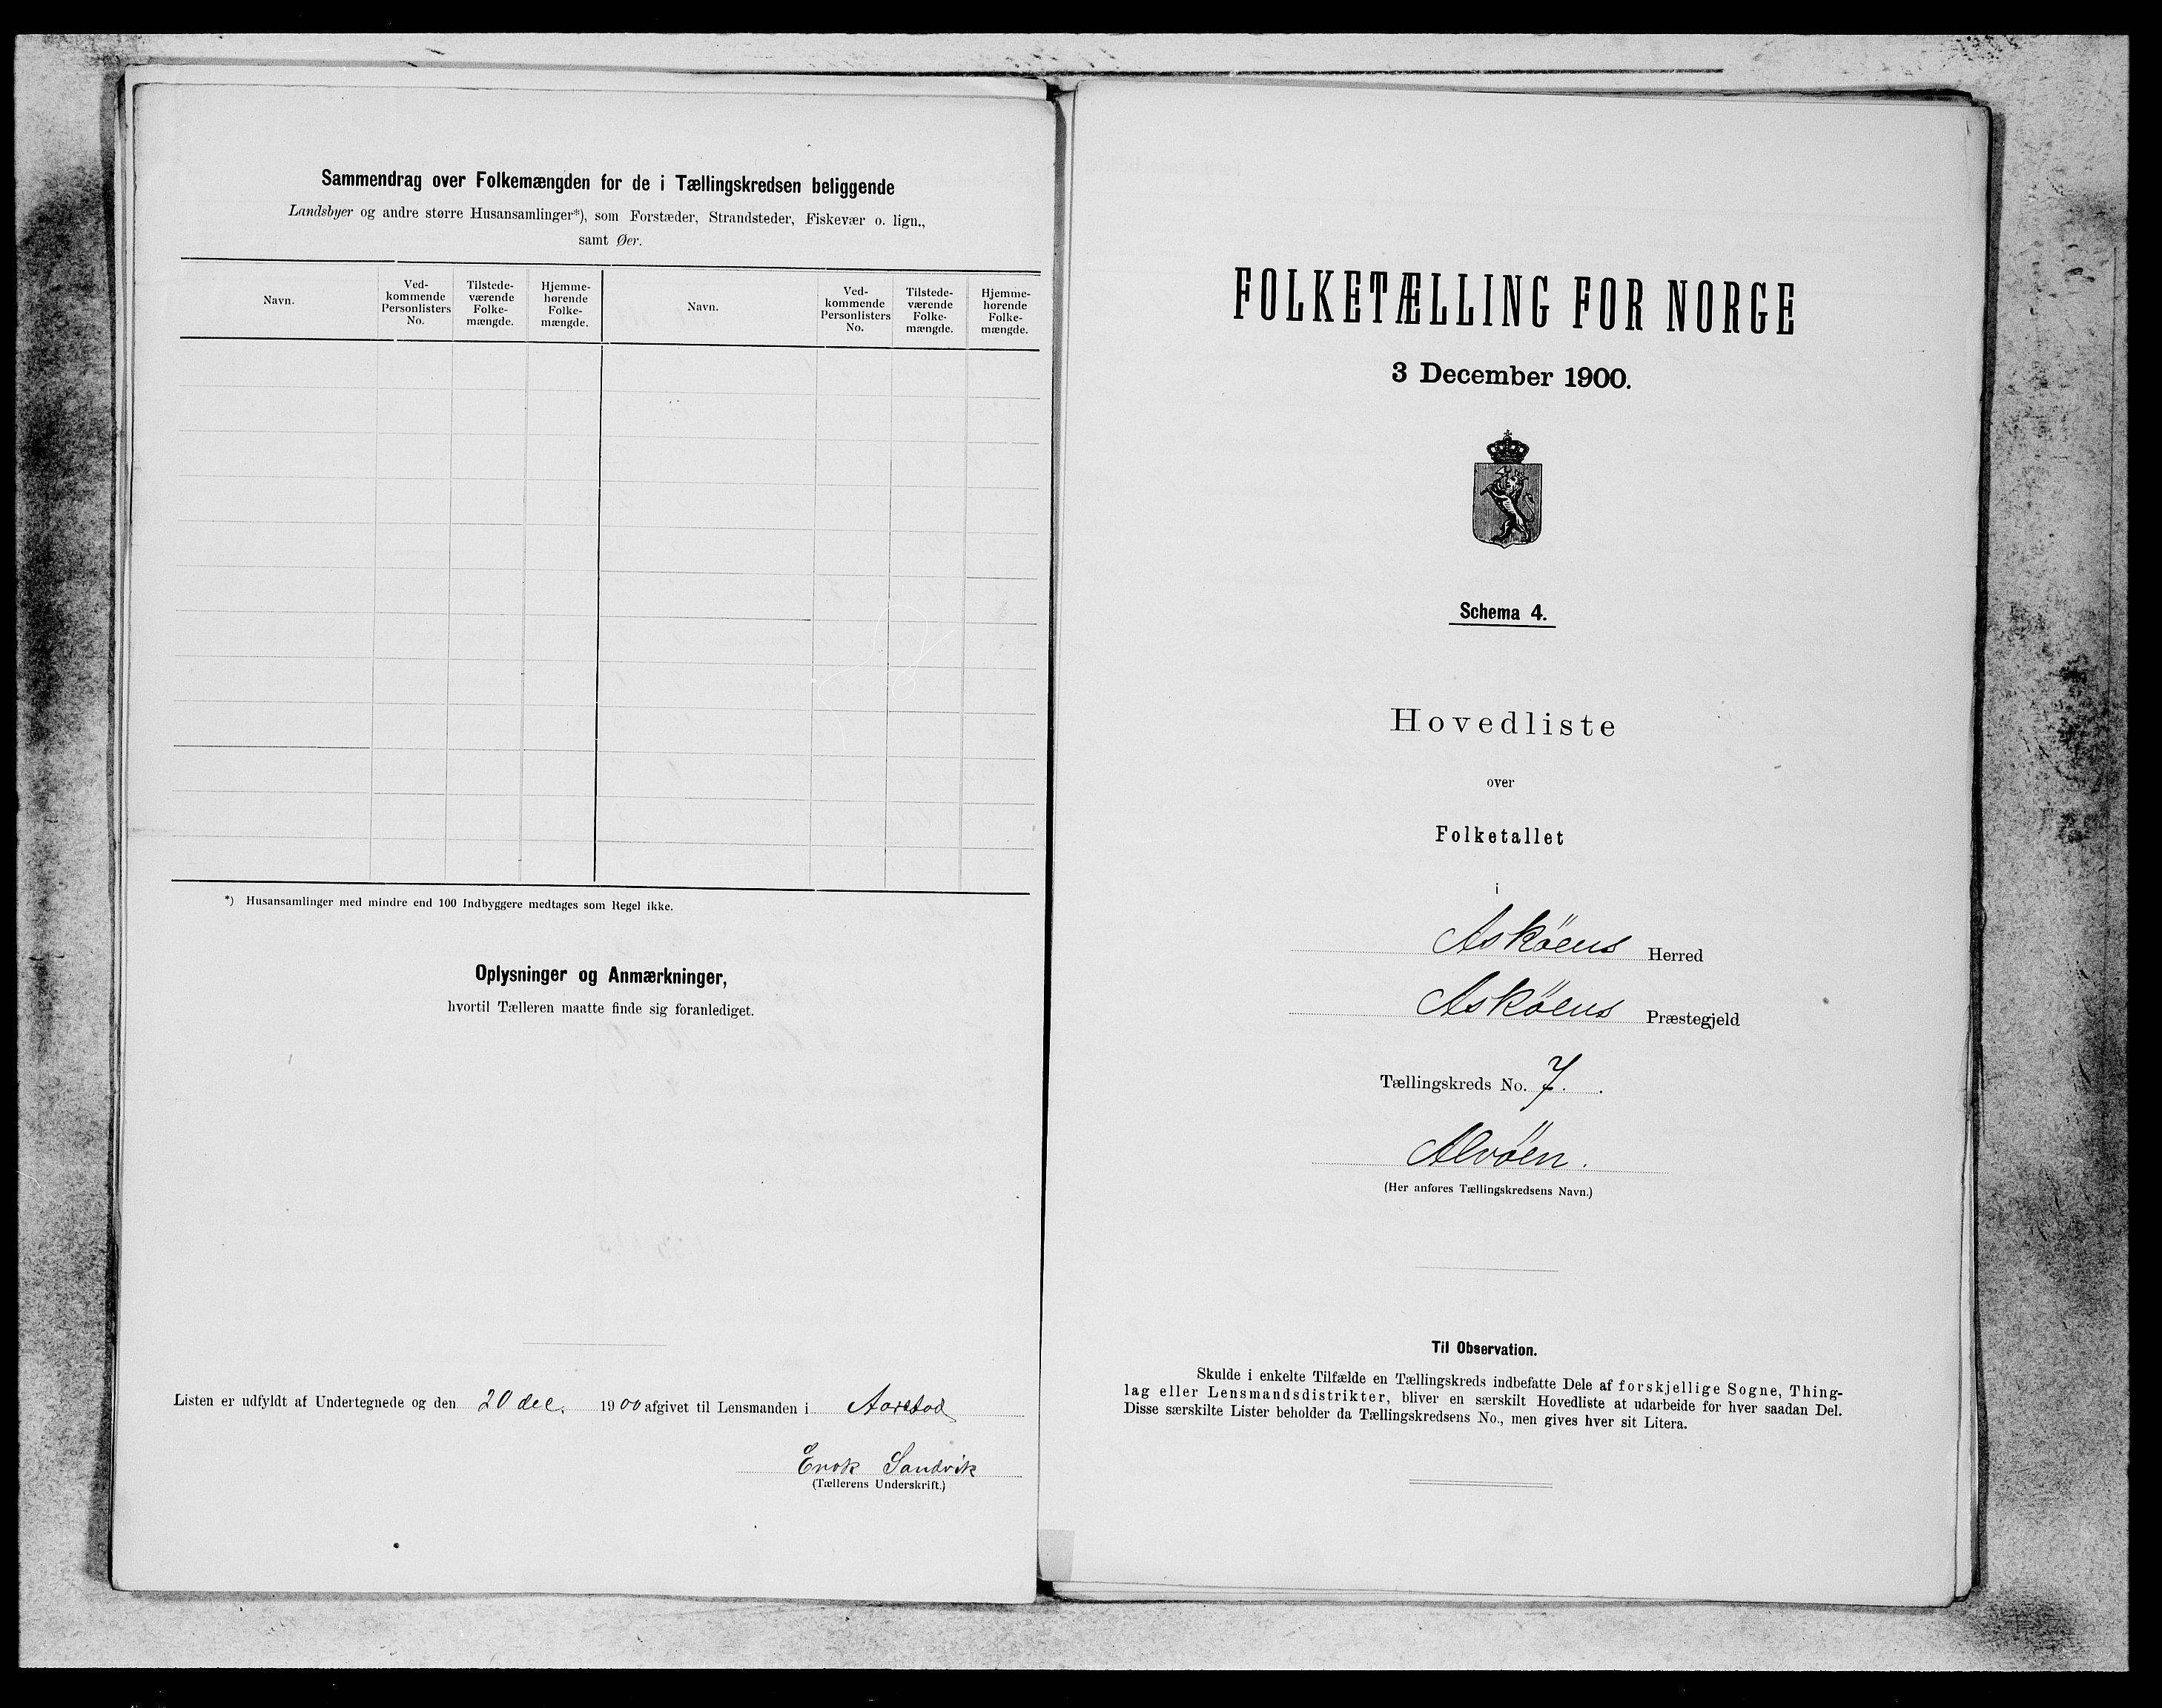 Sammendrag over Folkemængden for de i Tællingskredsen beliggende
Landsbyer og andre større Husansamlinger*), som Forstæder, Strandsteder, Fiskevær o. lign.,
samt Øer.
Navn.
Ved-
kommende
Personlisters
No.
Tilstede-
værende
Folke-
mængde.
Hjemme-
hørende
Folke-
mængde.
Navn.
Ved-
kommende
Personlisters
No.
Tilstede-
værende
Folke-
mængde.
Hjemme-
hørende
Folke-
mængde.
*) Husansamlinger med mindre end 100 Indbyggere medtages som Regel ikke.
Oplysninger og Anmærkninger,
hvortil Tælleren maatte finde sig foranlediget.
Listen er udfyldt af Undertegnede og den 20 dec. 1900 afgivet til Lensmanden i Aarstad
Enok Sandvik
(Tællerens Underskrift.)
FOLKETÆLLING FOR NORGE
3 December 1900.
Schema 4.
Hovedliste
over
Folketallet
i
Asköens Herred
Asköens Præstegjeld
Tællingskreds No. 7.
Alvöen.
(Her anføres Tællingskredsens Navn.)
Til Observation.
Skulde i enkelte Tilfælde en Tællingskreds indbefatte Dele af forskjellige Sogne, Thing-
lag eller Lensmandsdistrikter, bliver en særskilt Hovedliste at udarbeide for hver saadan Del.
Disse særskilte Lister beholder da Tællingskredsens No., men gives hver sit Litera.